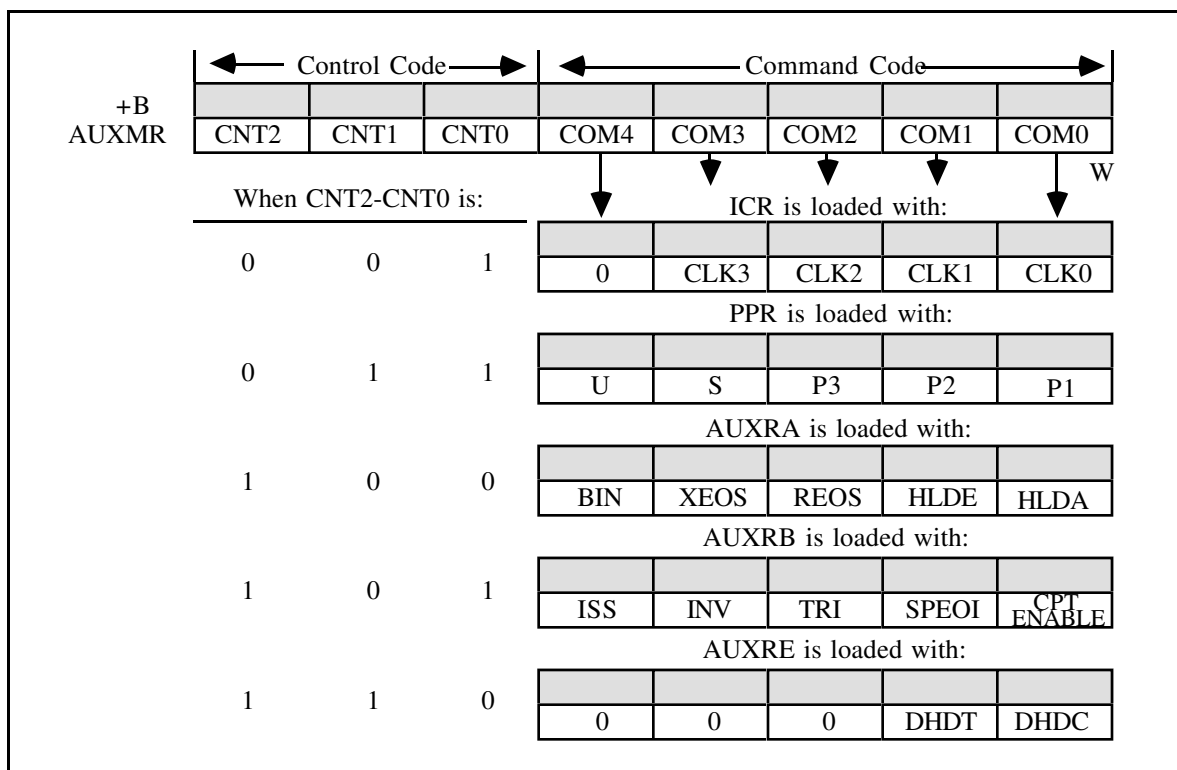 Control Code Command Code
+B
AUXMR CNT2 CNT1 CNT0 COM4 COM3 COM2 COM1 COM0
W
When CNT2-CNT0 is: ICR is loaded with:
0 0 1 0 CLK3 CLK2 CLK1 CLK0
PPR is loaded with:
0 1 1 U S P3 P2 P1
AUXRA is loaded with:
1 0 0 BIN XEOS REOS HLDE HLDA
AUXRB is loaded with:
1 0 1 ISS INV TRI SPEOI CPT ENABLE
AUXRE is loaded with:
1 1 0 0 0 0 DHDT DHDC